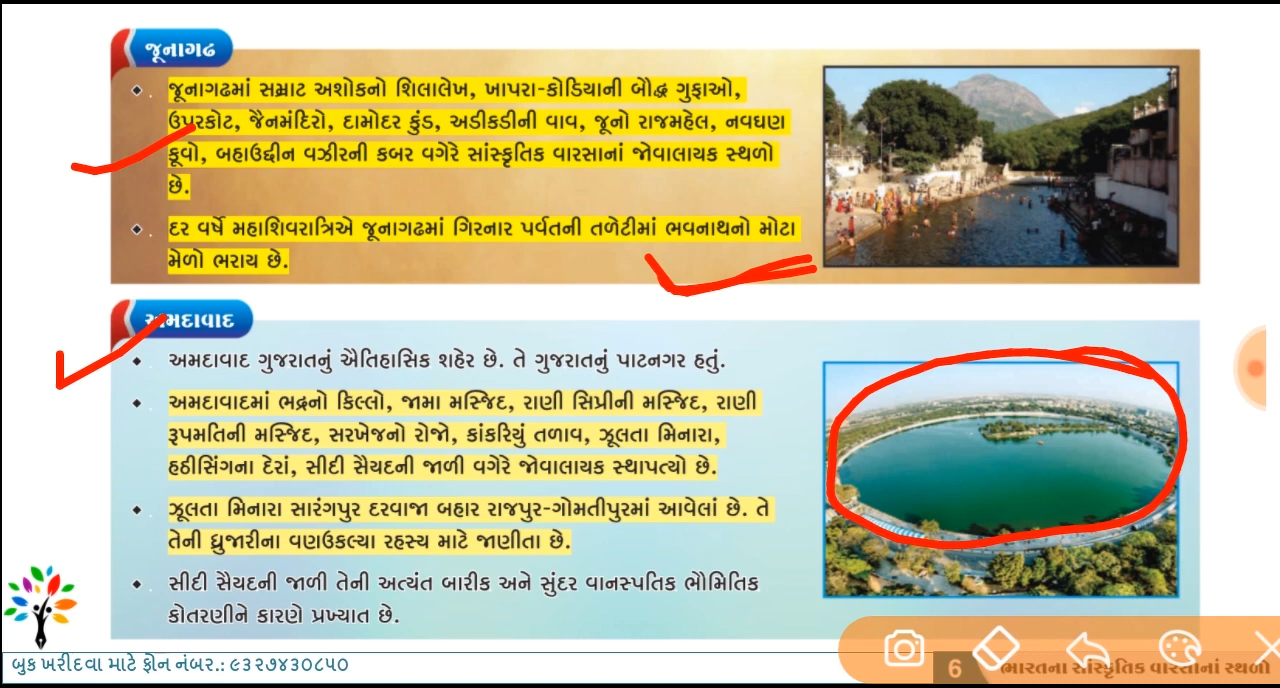 જૂનાગઢ
જૂનાગઢમાં સમ્રાટ અશોકનો શિલાલેખ, ખાપરા-કોડિયાની બૌદ્ધ ગુફાઓ,
ઉપરકોટ, જૈનમંદિરો, દામોદર કુંડ, અડીકડીની વાવ, જૂનો રાજમહેલ, નવઘણ
કૂવો, બહાઉદ્દીન વઝીરની કબર વગેરે સાંસ્કૃતિક વારસાનાં જોવાલાયક સ્થળો
છે.
દર વર્ષે મહાશિવરાત્રિએ જૂનાગઢમાં ગિરનાર પર્વતની તળેટીમાં ભવનાથનો મોટા
મેળો ભરાય છે.
અમદાવાદ
અમદાવાદ ગુજરાતનું ઐતિહાસિક શહેર છે. તે ગુજરાતનું પાટનગર હતું.
અમદાવાદમાં ભદ્રનો કિલ્લો, જામા મસ્જિદ, રાણી સિપ્રીની મસ્જિદ, રાણી
રૂપમતિની મસ્જિદ, સરખેજનો રોજો, કાંકરિયું તળાવ, ઝૂલતા મિનારા,
હઠીસિંગના દેરાં, સીદી સૈયદની જાળી વગેરે જોવાલાયક સ્થાપત્યો છે.
ઝૂલતા મિનારા સારંગપુર દરવાજા બહાર રાજપુર-ગોમતીપુરમાં આવેલાં છે. તે
તેની ધ્રુજારીના વણઉકલ્યા રહસ્ય માટે જાણીતા છે.
સીદી સૈયદની જાળી તેની અત્યંત બારીક અને સુંદર વાનસ્પતિક ભૌમિતિક
કોતરણીને કારણે પ્રખ્યાત છે.
બુક ખરીદવા માટે ફોન નંબર.: ૯૩૨૭૪૩૦૮૫૦
6 ભારતના સાંસ્કૃતિક વારસાનાં સ્થળો